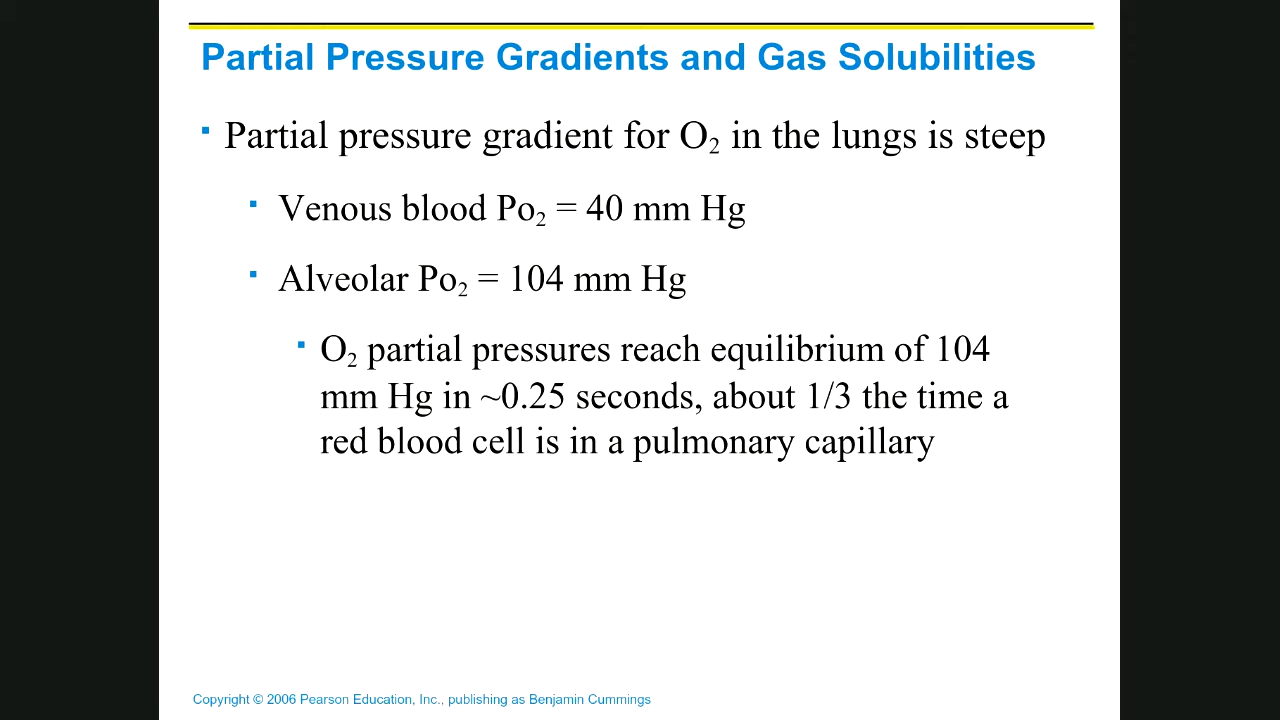 Partial Pressure Gradients and Gas Solubilities
▪ Partial pressure gradient for O₂ in the lungs is steep
▪ Venous blood Po₂ = 40 mm Hg
▪ Alveolar Po₂ = 104 mm Hg
▪ O₂ partial pressures reach equilibrium of 104
mm Hg in ~0.25 seconds, about 1/3 the time a
red blood cell is in a pulmonary capillary
Copyright © 2006 Pearson Education, Inc., publishing as Benjamin Cummings